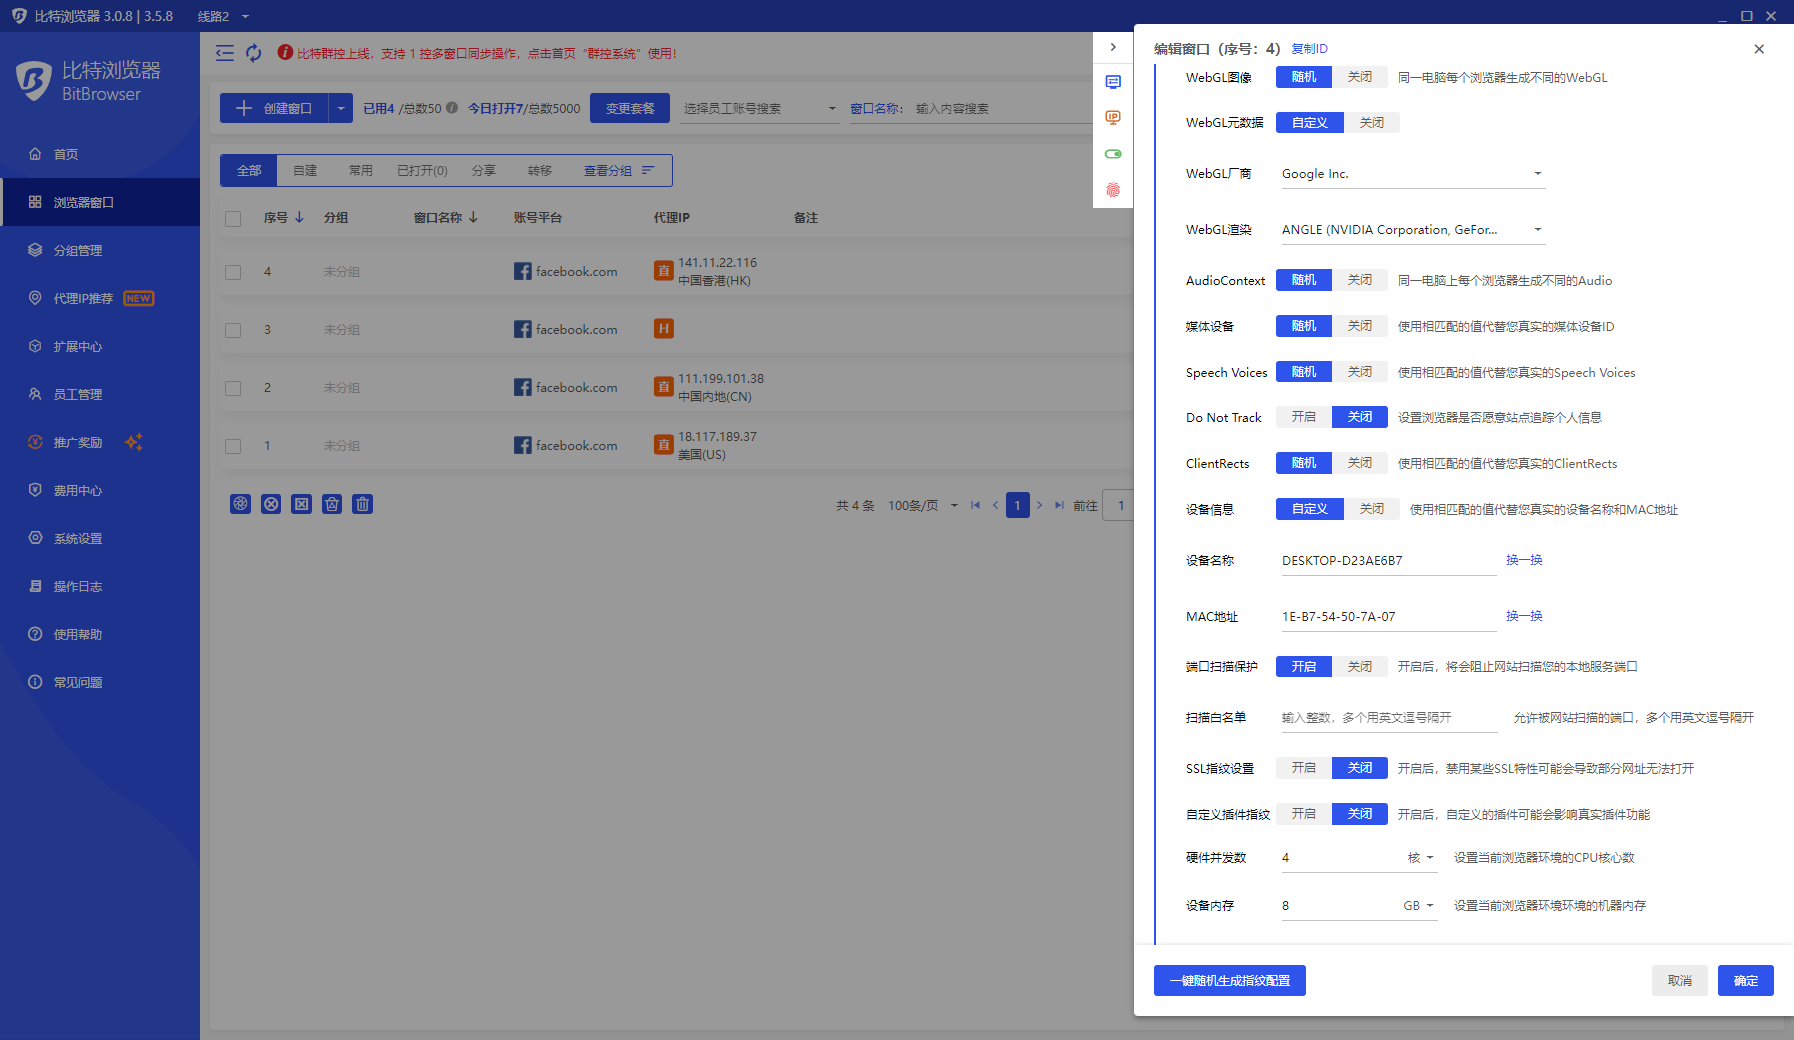 比特浏览器 3.0.8 | 3.5.8
线路2
比特浏览器
BitBrowser
首页
浏览器窗口
分组管理
代理IP推荐 NEW
扩展中心
员工管理
推广奖励
费用中心
系统设置
操作日志
使用帮助
常见问题
比特群控上线，支持 1 控多窗口同步操作，点击首页 “群控系统” 使用！
创建窗口
已用4 /总数50
今日打开7/总数5000
变更套餐
选择员工账号搜索
窗口名称：
输入内容搜索
全部
自建
常用
已打开(0)
分享
转移
查看分组
序号
分组
窗口名称
账号平台
代理IP
备注
4
未分组
facebook.com
直
141.11.22.116
中国香港(HK)
3
未分组
facebook.com
H
2
未分组
facebook.com
直
111.199.101.38
中国内地(CN)
1
未分组
facebook.com
直
18.117.189.37
美国(US)
共 4 条
100条/页
1
前往
1
IP
编辑窗口（序号：4）
复制ID
WebGL图像
随机
关闭
同一电脑每个浏览器生成不同的WebGL
WebGL元数据
自定义
关闭
WebGL厂商
Google Inc.
WebGL渲染
ANGLE (NVIDIA Corporation, GeFor...
AudioContext
随机
关闭
同一电脑上每个浏览器生成不同的Audio
媒体设备
随机
关闭
使用相匹配的值代替您真实的媒体设备ID
Speech Voices
随机
关闭
使用相匹配的值代替您真实的Speech Voices
Do Not Track
开启
关闭
设置浏览器是否愿意站点追踪个人信息
ClientRects
随机
关闭
使用相匹配的值代替您真实的ClientRects
设备信息
自定义
关闭
使用相匹配的值代替您真实的设备名称和MAC地址
设备名称
DESKTOP-D23AE6B7
换一换
MAC地址
1E-B7-54-50-7A-07
换一换
端口扫描保护
开启
关闭
开启后，将会阻止网站扫描您的本地服务端口
扫描白名单
输入整数，多个用英文逗号隔开
允许被网站扫描的端口，多个用英文逗号隔开
SSL指纹设置
开启
关闭
开启后，禁用某些SSL特性可能会导致部分网址无法打开
自定义插件指纹
开启
关闭
开启后，自定义的插件可能会影响真实插件功能
硬件并发数
4
核
设置当前浏览器环境的CPU核心数
设备内存
8
GB
设置当前浏览器环境环境的机器内存
一键随机生成指纹配置
取消
确定